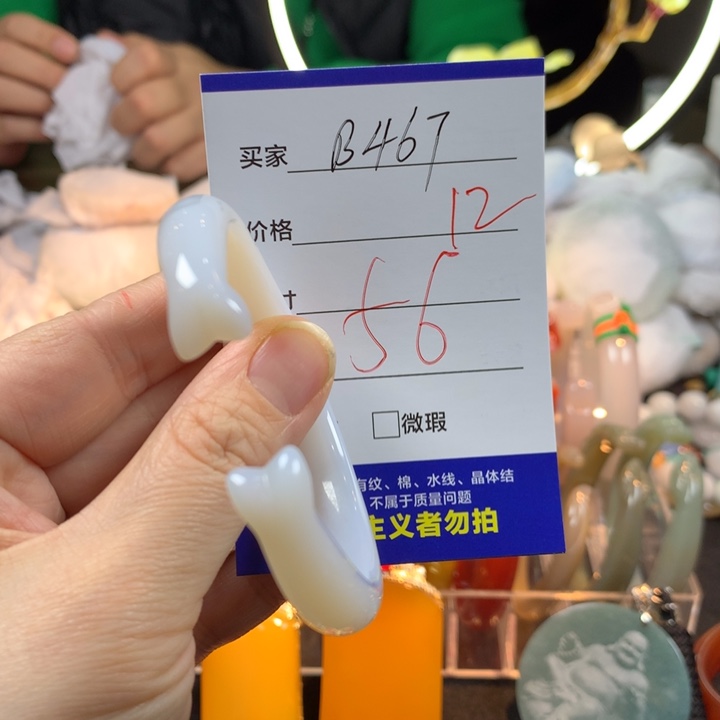 买家 B467
价格 12
寸 56
微瑕
有纹、棉、水线、晶体结
不属于质量问题
主义者勿拍